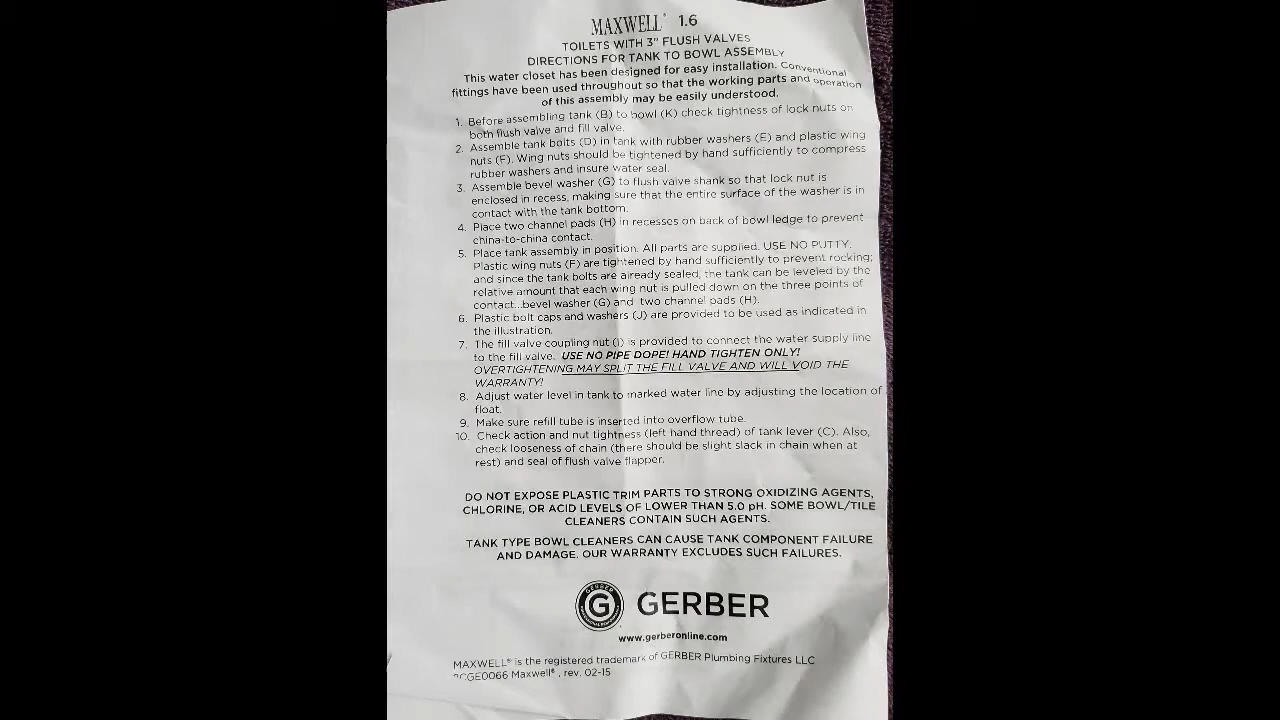 MAXWELL® 1.6
TOILETS WITH 3" FLUSH VALVES
DIRECTIONS FOR TANK TO BOWL ASSEMBLY
This water closet has been designed for easy installation. Conventional
fittings have been used throughout so that the working parts and operation
of this assembly may be easily understood.
Before assembling tank (B) bowl (K) check tightness of lock nuts on
both flush valve and fill valve.
Assemble two bolts (D) in tank with rubber washers (E) and plastic wing
nuts (F). nuts should be tightened by hand sufficiently to compress
rubber washers and insure water seal.
Assemble bevel washer (G) flush valve shank so that lock nut is
enclosed in recess, making sure that the entire surface of the washer is in
contact with the tank bottom.
Place two channel pads (H) in recesses on back of bowl ledge to prevent
china-to-china contact.
Place tank assembly in All parts are supplied. USE NO PUTTY.
Plastic wing nuts (F) are tightened by hand sufficiently to prevent rocking;
and since the bolts are already sealed, the tank can be leveled by the
relative amount that each wing nut is pulled down on the three points of
contact...bevel washer (G) and two channel pads (H).
Plastic bolt caps and washers (J) are provided to be used as indicated in
the illustration.
7. The fill valve coupling nut is provided to connect the water supply line
to the fill valve. USE NO PIPE DOPE! HAND TIGHTEN ONLY!
OVERTIGHTENING MAY SPLIT THE FILL VALVE AND WILL VOID THE
WARRANTY!
Adjust water level in tank to marked water line by adjusting the location of
float.
Make sure refill tube is inserted into overflow tube
Check action and nut tightness (left hand thread) of tank lever (C). Also,
check looseness of chain (there should be slight slack in chain when at
rest) and seal of flush valve flapper.
DO NOT EXPOSE PLASTIC TRIM PARTS TO STRONG OXIDIZING AGENTS,
CHLORINE, OR ACID LEVELS OF LOWER THAN 5.0 pH. SOME BOWL/TILE
CLEANERS CONTAIN SUCH AGENTS.
TANK TYPE BOWL CLEANERS CAN CAUSE TANK COMPONENT FAILURE
AND DAMAGE. OUR WARRANTY EXCLUDES SUCH FAILURES.
GERBER
G GERBER
www.gerberonline.com
MAXWELL® is the registered trademark of GERBER Plumbing Fixtures LLC
Maxwell®, rev. 02-15